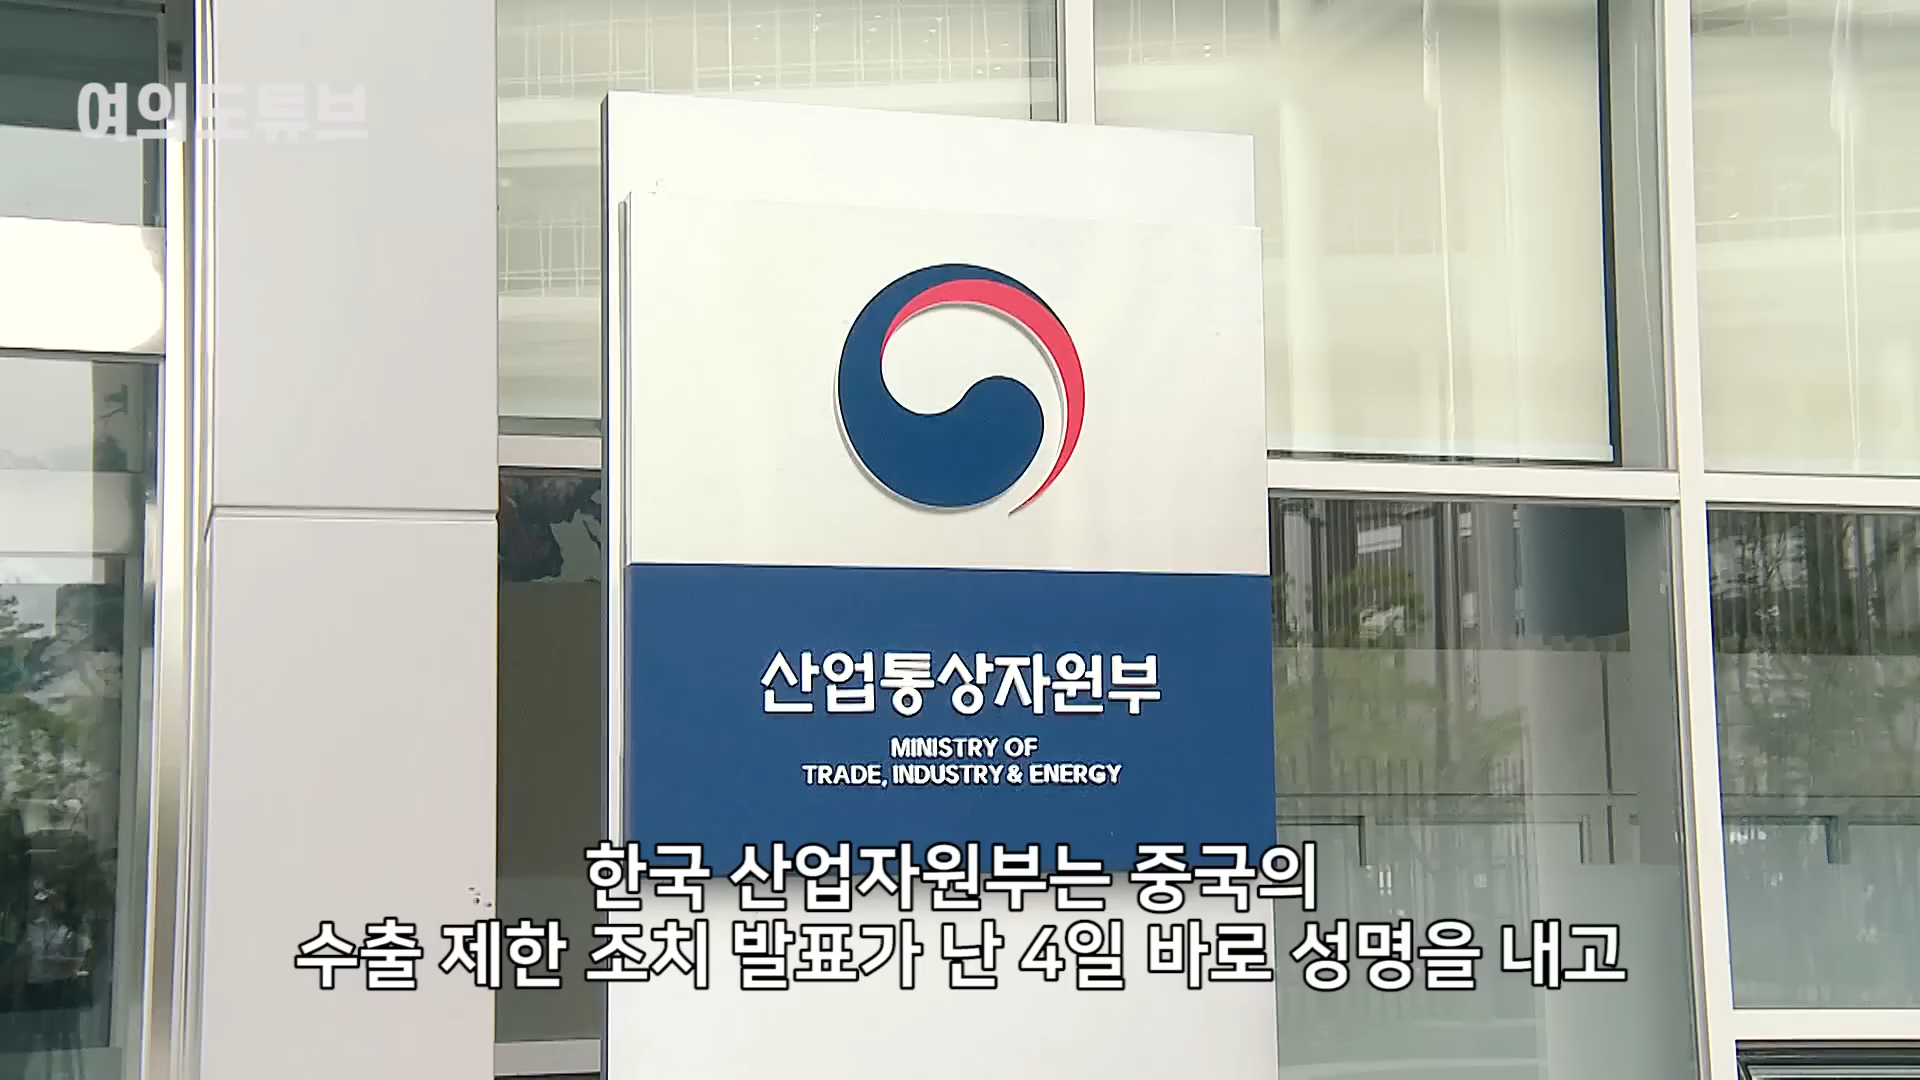 여의도튜브
산업통상자원부
MINISTRY OF
TRADE, INDUSTRY & ENERGY
한국 산업자원부는 중국의
수출 제한 조치 발표가 난 4일 바로 성명을 내고